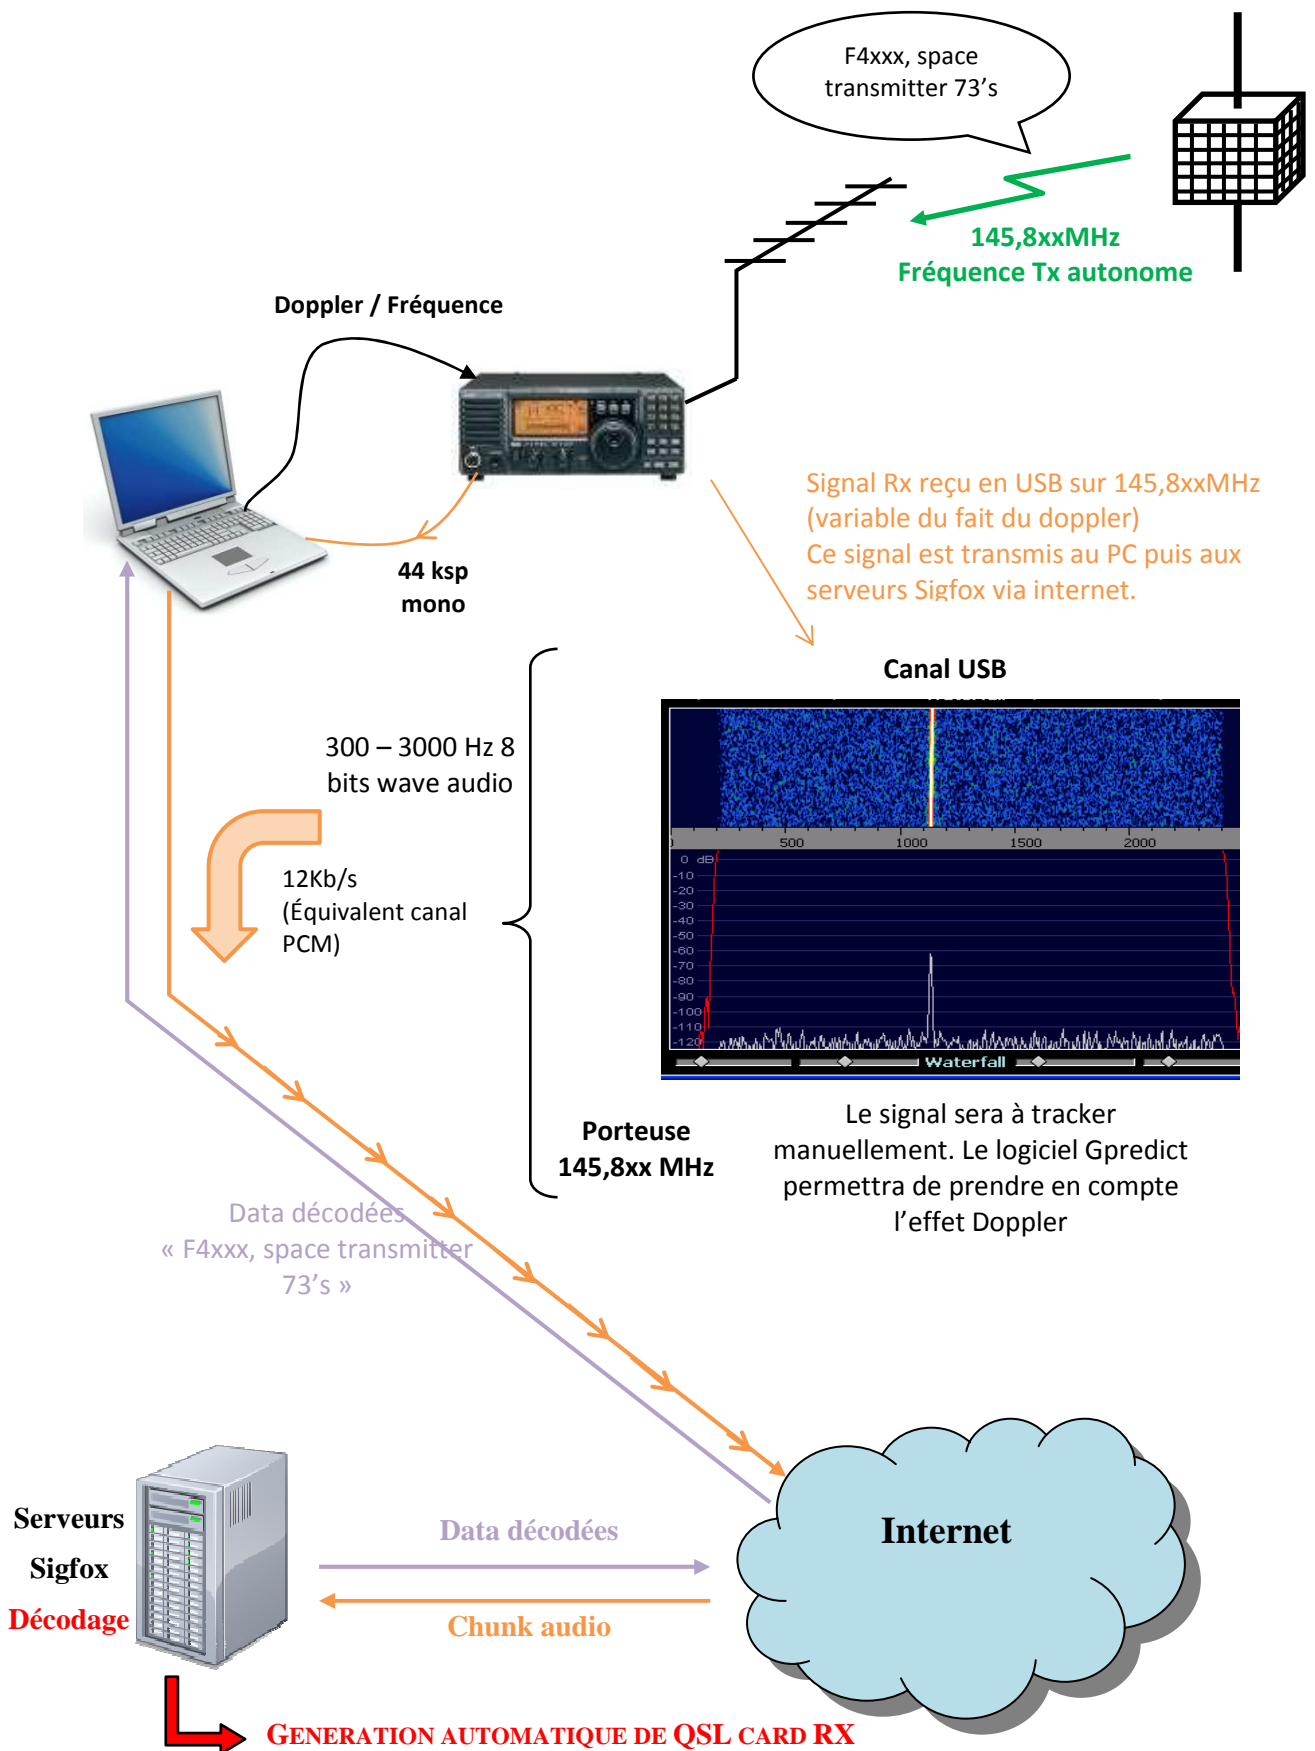 F4xxx, space
transmitter 73’s
145,8xxMHz
Fréquence Tx autonome
Doppler / Fréquence
44 ksp
mono
Signal Rx reçu en USB sur 145,8xxMHz
(variable du fait du doppler)
Ce signal est transmis au PC puis aux
serveurs Sigfox via internet.
Canal USB
300 – 3000 Hz 8
bits wave audio
12Kb/s
(Équivalent canal
PCM)
500
1000
1500
2000
0 dB
-10
-20
-30
-40
-50
-60
-70
-80
-90
-100
-110
-120
Waterfall
Porteuse
145,8xx MHz
Le signal sera à tracker
manuellement. Le logiciel Gpredict
permettra de prendre en compte
l’effet Doppler
Data décodées
« F4xxx, space transmitter
73’s »
Serveurs
Sigfox
Décodage
Data décodées
Chunk audio
Internet
GENERATION AUTOMATIQUE DE QSL CARD RX